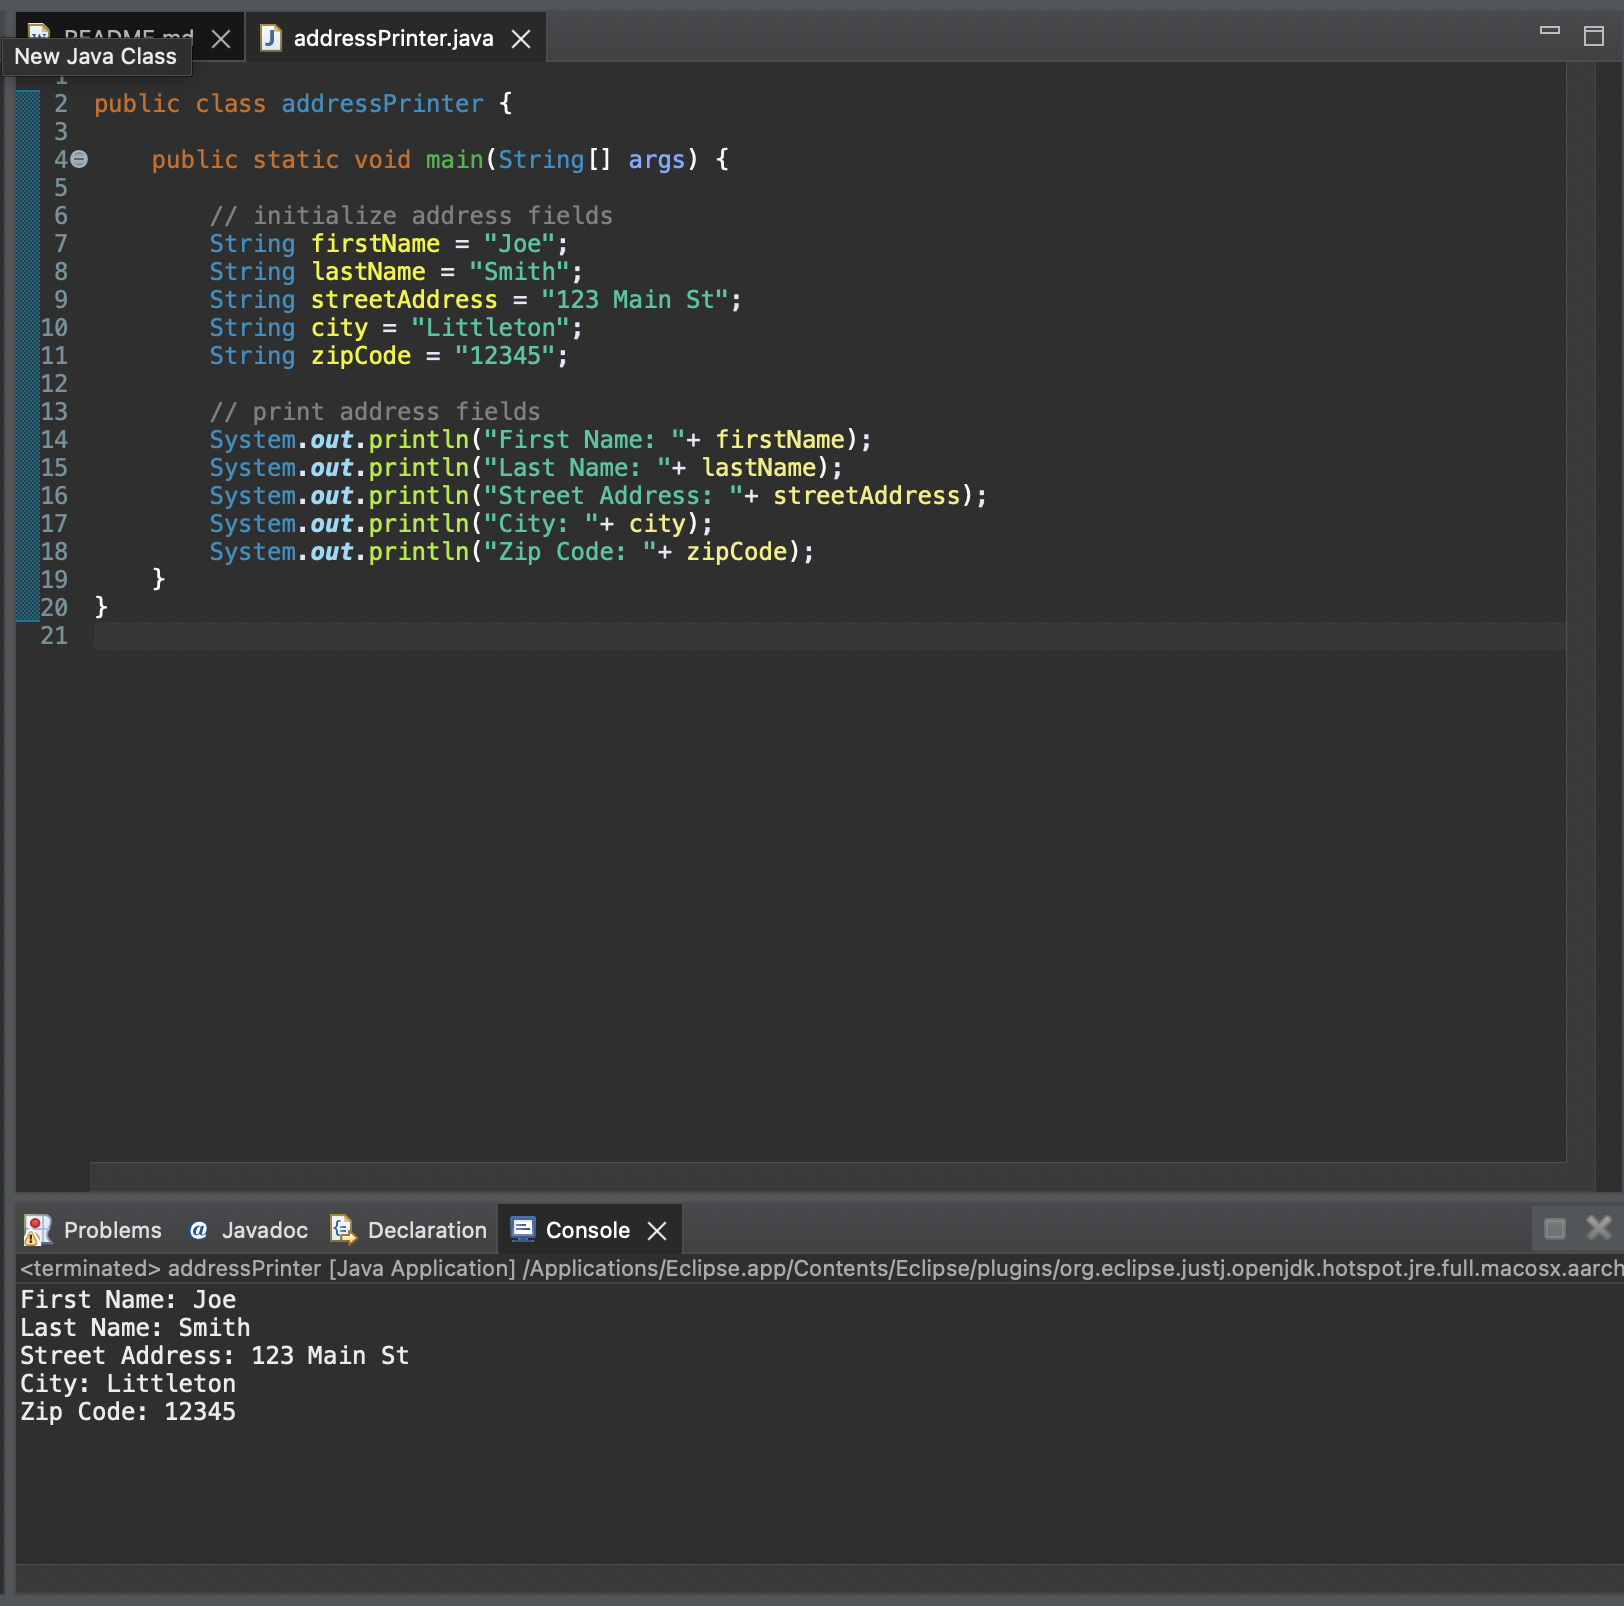 README.md
addressPrinter.java
New Java Class
1
2 public class addressPrinter {
3
4 public static void main(String[] args) {
5
6 // initialize address fields
7 String firstName = "Joe";
8 String lastName = "Smith";
9 String streetAddress = "123 Main St";
10 String city = "Littleton";
11 String zipCode = "12345";
12
13 // print address fields
14 System.out.println("First Name: "+ firstName);
15 System.out.println("Last Name: "+ lastName);
16 System.out.println("Street Address: "+ streetAddress);
17 System.out.println("City: "+ city);
18 System.out.println("Zip Code: "+ zipCode);
19 }
20 }
21
Problems @ Javadoc Declaration Console
<terminated> addressPrinter [Java Application] /Applications/Eclipse.app/Contents/Eclipse/plugins/org.eclipse.justj.openjdk.hotspot.jre.full.macosx.aarch
First Name: Joe
Last Name: Smith
Street Address: 123 Main St
City: Littleton
Zip Code: 12345